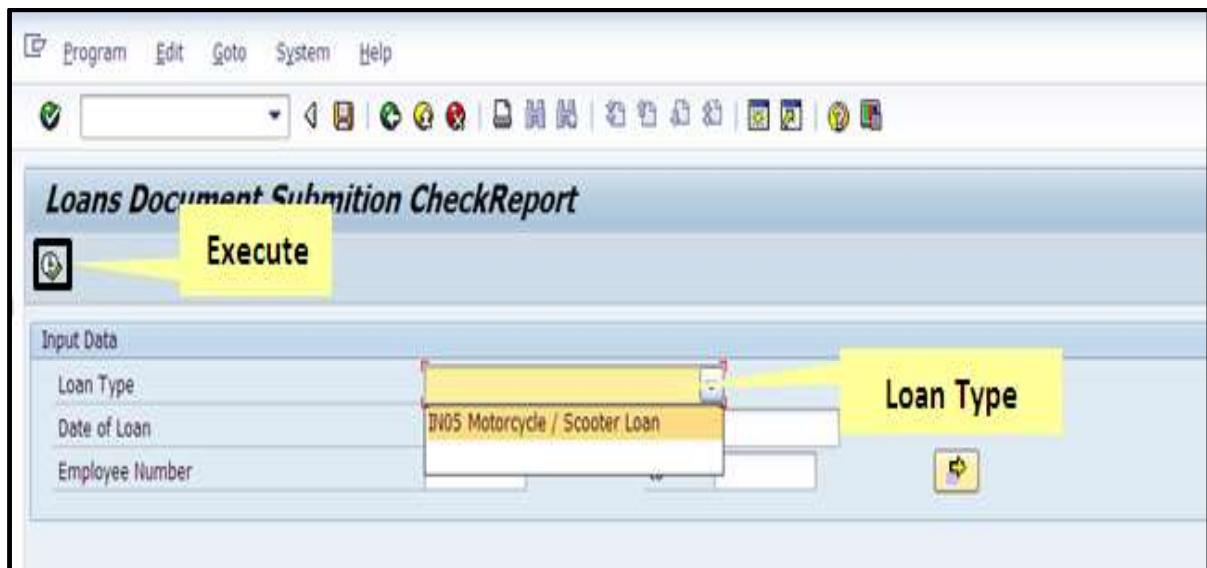 Program Edit Goto System Help
Loans Document Submition CheckReport
Execute
Input Data
Loan Type
Loan Type
IN05 Motorcycle / Scooter Loan
Date of Loan
Employee Number